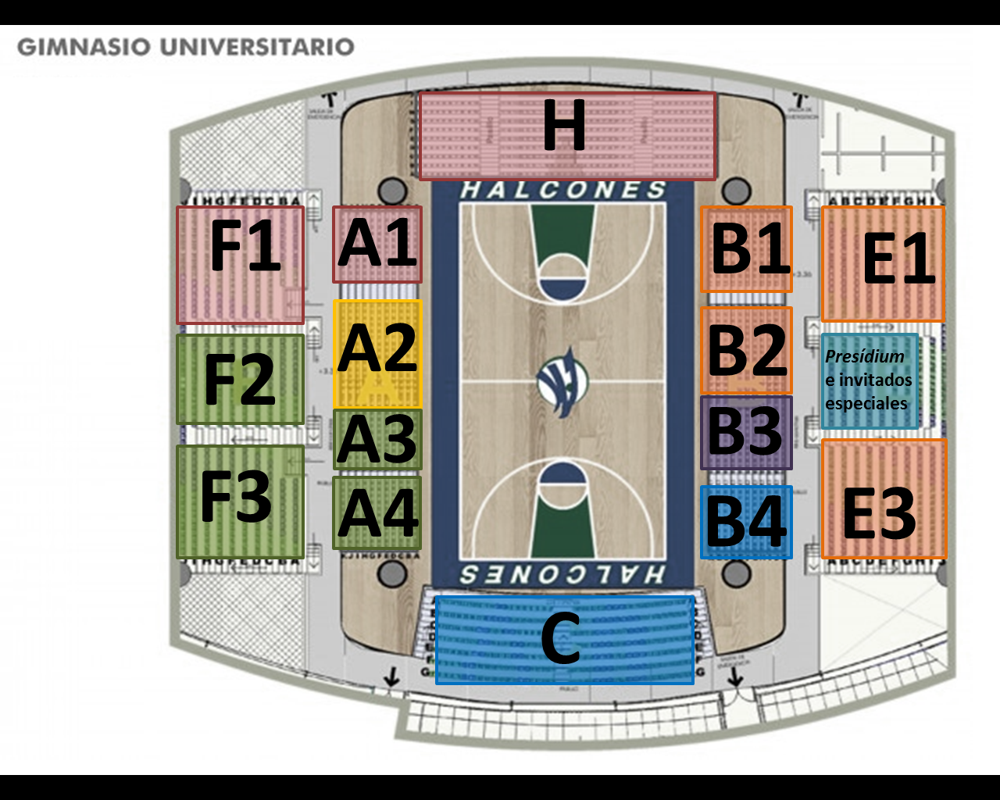 GIMNASIO UNIVERSITARIO
H
HALCONES
J I H G F E D C B A
A B C D E F G H I
F1
A1
B1
E1
A2
B2
F2
Presídium
e invitados
especiales
A3
B3
F3
A4
B4
E3
K J I H G F E D C B A
HALCONES
C
G
G